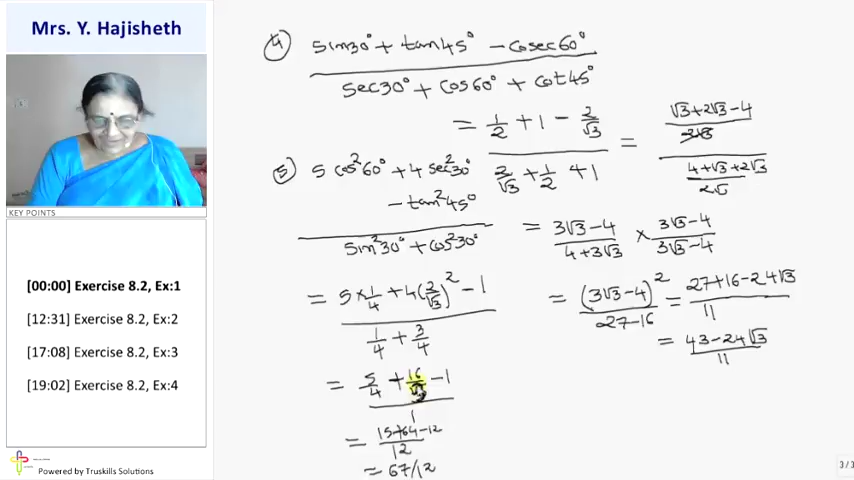 Mrs. Y. Hajisheth
KEY POINTS
[00:00] Exercise 8.2, Ex:1
[12:31] Exercise 8.2, Ex:2
[17:08] Exercise 8.2, Ex:3
[19:02] Exercise 8.2, Ex:4
Powered by Truskills Solutions
④ sin30° + tan45° - cosec60°
sec30° + cos60° + cot45°
= 1/2 + 1 - 2/√3
2/√3 + 1/2 + 1
= √3+2√3-4
4+√3+2√3
= 3√3-4/4+3√3 × 3√3-4/3√3-4
= (3√3-4)²/27-16 = 27+16-24√3/11
= 43-24√3/11
⑤ 5 cos²60° + 4 sec²30°
- tan²45°
sin²30° + cos²30°
= 5×1/4 + 4(2/√3)² - 1
1/4 + 3/4
= 5/4 + 16/3 - 1
1
= 15+64-12/12
= 67/12
3/3